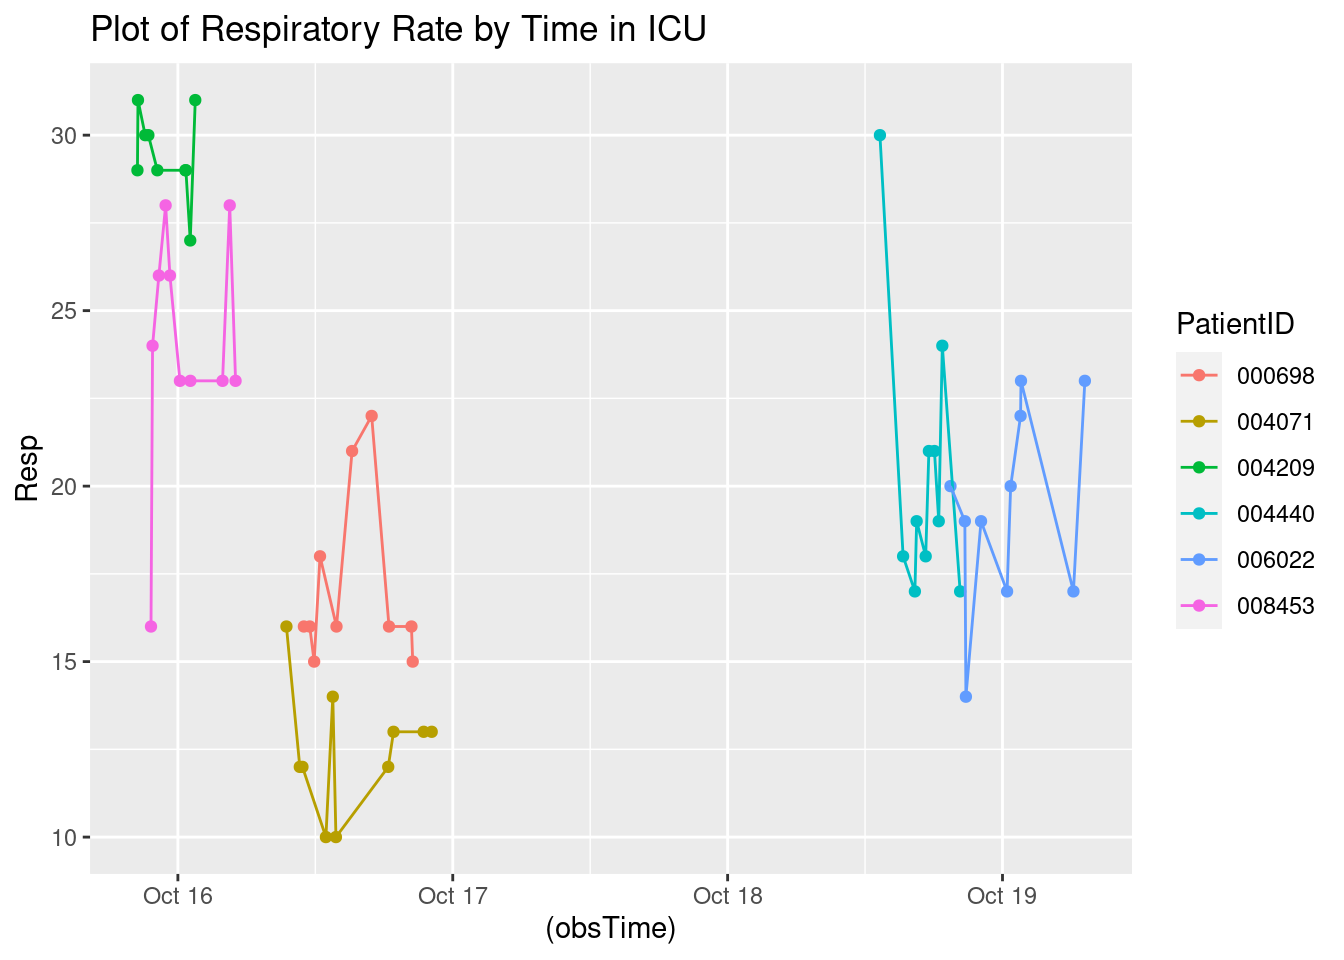 Plot of Respiratory Rate by Time in ICU
30
25
20
15
10
Resp
Oct 16
Oct 17
Oct 18
Oct 19
(obsTime)
PatientID
000698
004071
004209
004440
006022
008453